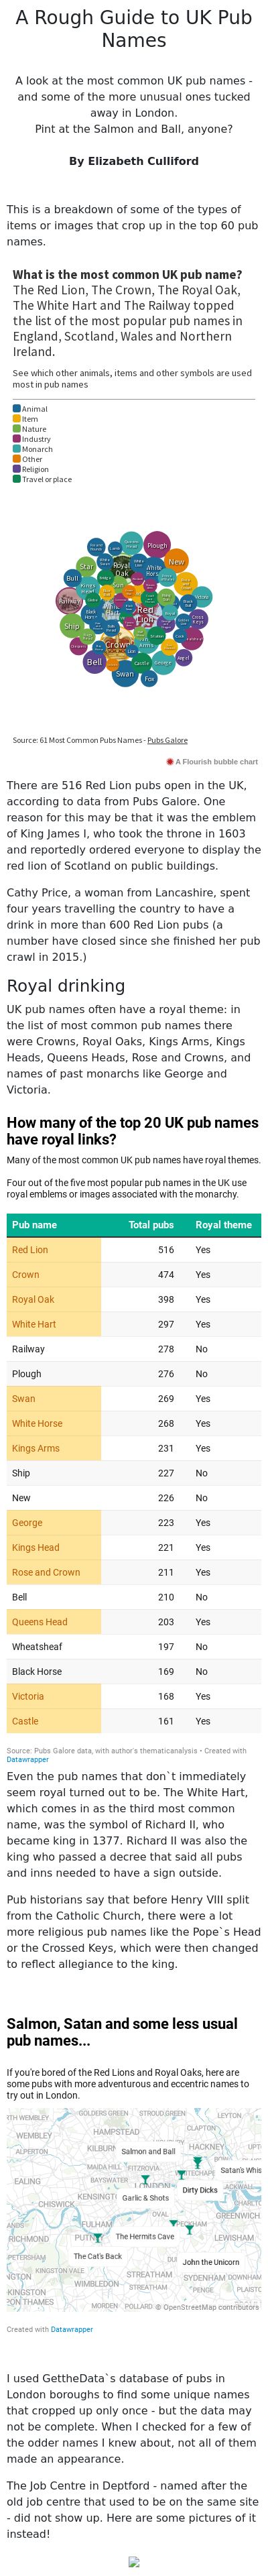 A Rough Guide to UK Pub
Names
A look at the most common UK pub names -
and some of the more unusual ones tucked
away in London.
Pint at the Salmon and Ball, anyone?
By Elizabeth Culliford
This is a breakdown of some of the types of
items or images that crop up in the top 60 pub
names.
What is the most common UK pub name?
The Red Lion, The Crown, The Royal Oak,
The White Hart and The Railway topped
the list of the most popular pub names in
England, Scotland, Wales and Northern
Ireland.
See which other animals, items and other symbols are used
most in pub names
Animal
Item
Nature
Industry
Monarch
Other
Religion
Travel or place
Plough
New
Star
Royal
Oak
White
Horse
Bull
Railway
Ship
Red
Lion
Cross
Keys
Crown
Bell
Swan
Castle
George
Angel
Fox
Source: 61 Most Common Pubs Names - Pubs Galore
A Flourish bubble chart
There are 516 Red Lion pubs open in the UK,
according to data from Pubs Galore. One
reason for this may be that it was the emblem
of King James I, who took the throne in 1603
and reportedly ordered everyone to display the
red lion of Scotland on public buildings.
Cathy Price, a woman from Lancashire, spent
four years travelling the country to have a
drink in more than 600 Red Lion pubs (a
number have closed since she finished her pub
crawl in 2015.)
Royal drinking
UK pub names often have a royal theme: in
the list of most common pub names there
were Crowns, Royal Oaks, Kings Arms, Kings
Heads, Queens Heads, Rose and Crowns, and
names of past monarchs like George and
Victoria.
How many of the top 20 UK pub names
have royal links?
Many of the most common UK pub names have royal themes.
Four out of the five most popular pub names in the UK use
royal emblems or images associated with the monarchy.
Pub name Total pubs Royal theme
Red Lion 516 Yes
Crown 474 Yes
Royal Oak 398 Yes
White Hart 297 Yes
Railway 278 No
Plough 276 No
Swan 269 Yes
White Horse 268 Yes
Kings Arms 231 Yes
Ship 227 No
New 226 No
George 223 Yes
Kings Head 221 Yes
Rose and Crown 211 Yes
Bell 210 No
Queens Head 203 Yes
Wheatsheaf 197 No
Black Horse 169 No
Victoria 168 Yes
Castle 161 Yes
Source: Pubs Galore data, with author's thematicanalysis • Created with
Datawrapper
Even the pub names that don`t immediately
seem royal turned out to be. The White Hart,
which comes in as the third most common
name, was the symbol of Richard II, who
became king in 1377. Richard II was also the
king who passed a decree that said all pubs
and inns needed to have a sign outside.
Pub historians say that before Henry VIII split
from the Catholic Church, there were a lot
more religious pub names like the Pope`s Head
or the Crossed Keys, which were then changed
to reflect allegiance to the king.
Salmon, Satan and some less usual
pub names...
If you're bored of the Red Lions and Royal Oaks, here are
some pubs with more adventurous and eccentric names to
try out in London.
GOLDERS GREEN
STROUD GREEN
LEYTON
WEMBLEY
HAMPSTEAD
CLAPTON
ALPERTON
KILBURN
Salmon and Ball
HACKNEY
MAIDA HILL
FITZROVIA
Satan's Whis
EALING
BAYSWATER
Dirty Dicks
KENSINGT
Garlic & Shots
CHISWICK
OVAL
GREENWICH
FULHAM
RICHMOND
PUTN
The Hermits Cave
LEWISHAM
PETERSHAM
The Cat's Back
John the Unicorn
KINGSTON VALE
STREATHAM
SYDENHAM
DOWNHAM
WIMBLEDON
STREATHAM
PENGE
KINGSTON
PON THAMES
MORDEN
POLLARD
© OpenStreetMap contributors
Created with Datawrapper
I used GettheData`s database of pubs in
London boroughs to find some unique names
that cropped up only once - but the data may
not be complete. When I checked for a few of
the odder names I knew about, not all of them
made an appearance.
The Job Centre in Deptford - named after the
old job centre that used to be on the same site
- did not show up. Here are some pictures of it
instead!